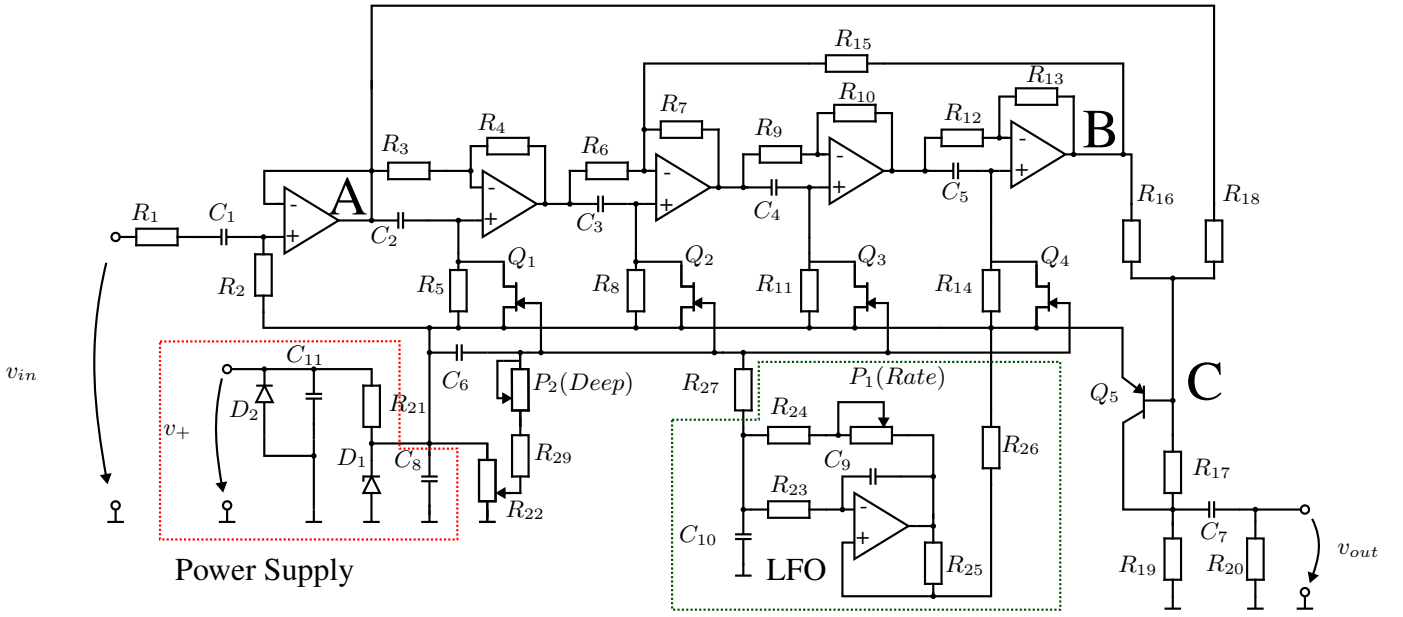 R15
R13
R10
R7
R12
B
R9
R4
R3
R6
A
R16
R18
R1
C1
C2
C3
C4
C5
-
+
-
+
-
+
-
+
-
+
R2
R5
Q1
R8
Q2
R11
Q3
R14
Q4
C11
C6
P2(Deep)
R27
P1(Rate)
vin
D2
R21
Q5
C
R24
v+
D1
C8
R29
C9
R26
R17
R23
R22
-
+
C10
C7
Power Supply
LFO
R25
R19
R20
vout